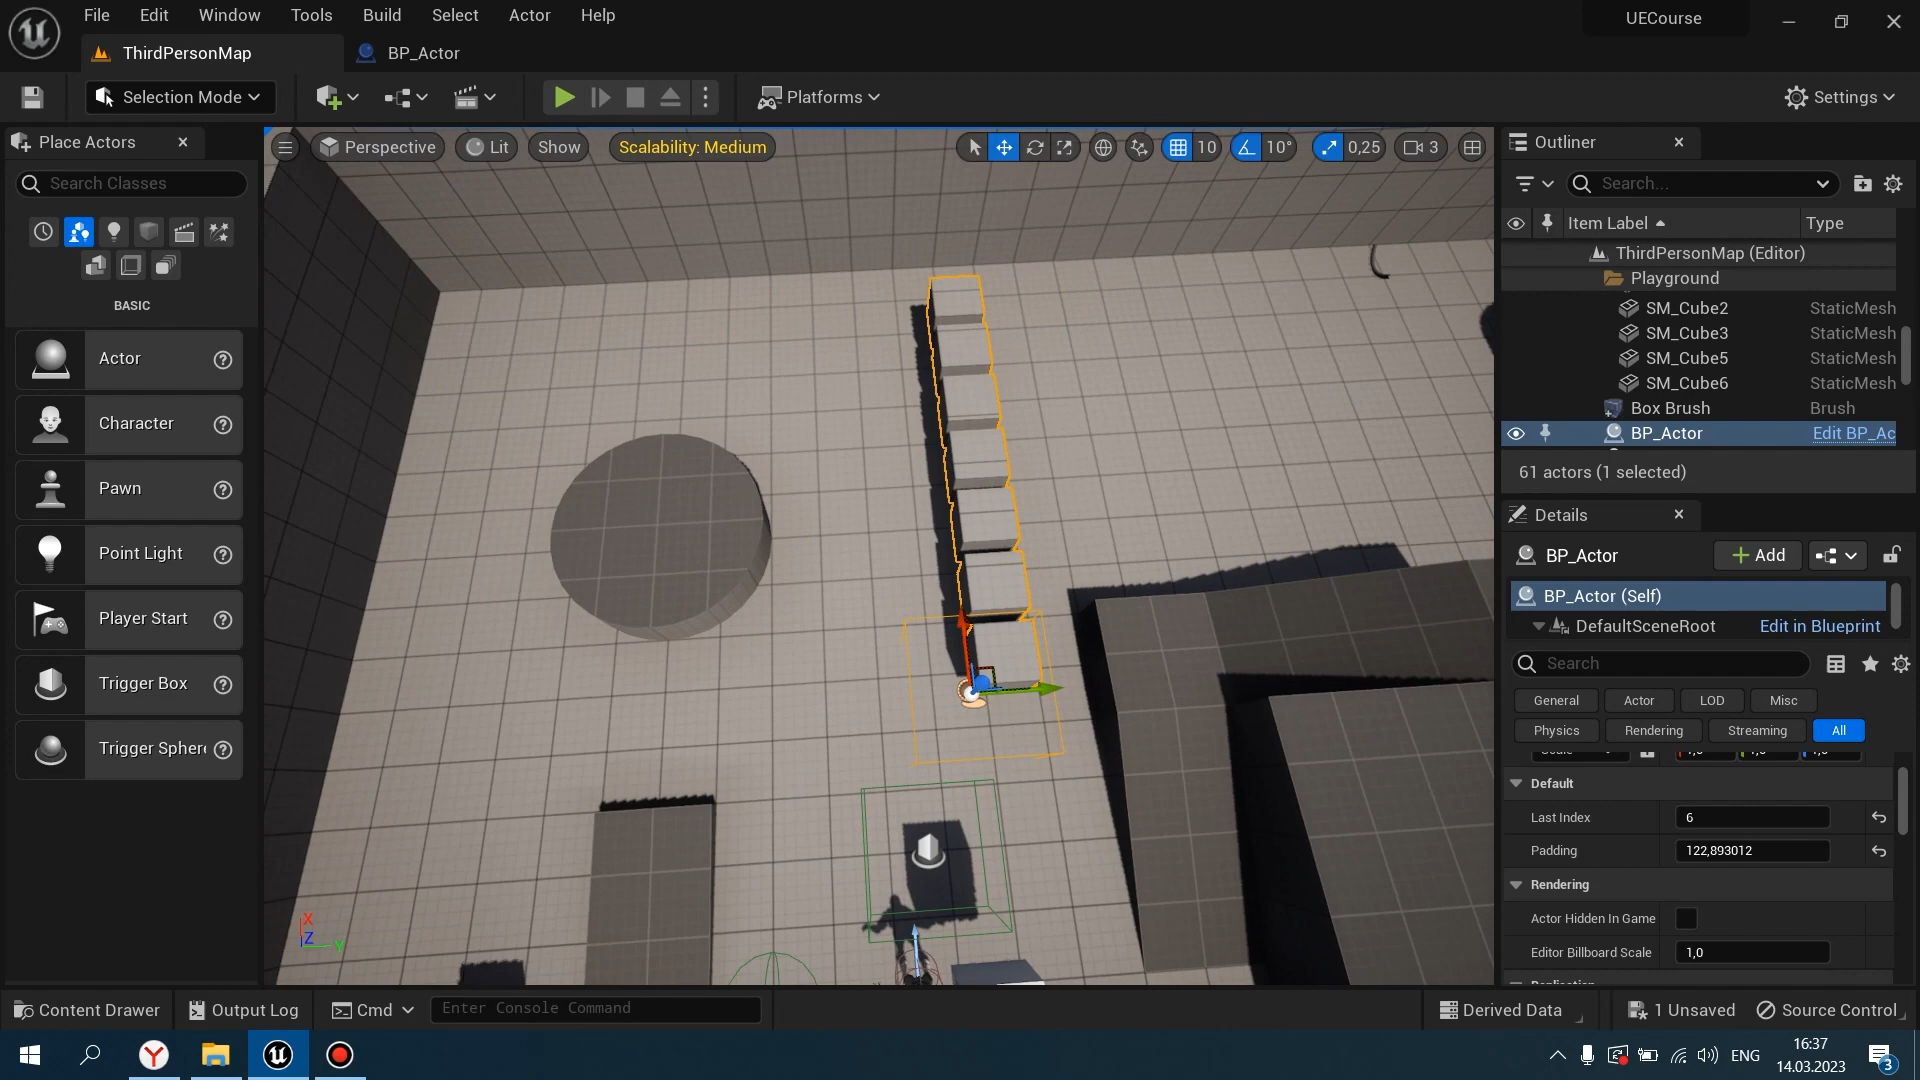 File Edit Window Tools Build Select Actor Help
UECourse
ThirdPersonMap
BP_Actor
Selection Mode
Platforms
Settings
Place Actors
Search Classes
BASIC
Actor
Character
Pawn
Point Light
Player Start
Trigger Box
Trigger Sphere
Perspective
Lit
Show
Scalability: Medium
10
10°
0,25
3
X
Z
Y
Outliner
Search...
Item Label
Type
ThirdPersonMap (Editor)
Playground
SM_Cube2 StaticMesh
SM_Cube3 StaticMesh
SM_Cube5 StaticMesh
SM_Cube6 StaticMesh
Box Brush Brush
BP_Actor Edit BP_Ac
61 actors (1 selected)
Details
BP_Actor
Add
BP_Actor (Self)
DefaultSceneRoot Edit in Blueprint
Search
General Actor LOD Misc
Physics Rendering Streaming All
Default
Last Index 6
Padding 122,893012
Rendering
Actor Hidden In Game
Editor Billboard Scale 1,0
Content Drawer
Output Log
Cmd
Enter Console Command
Derived Data
1 Unsaved
Source Control
ENG
16:37
14.03.2023
3